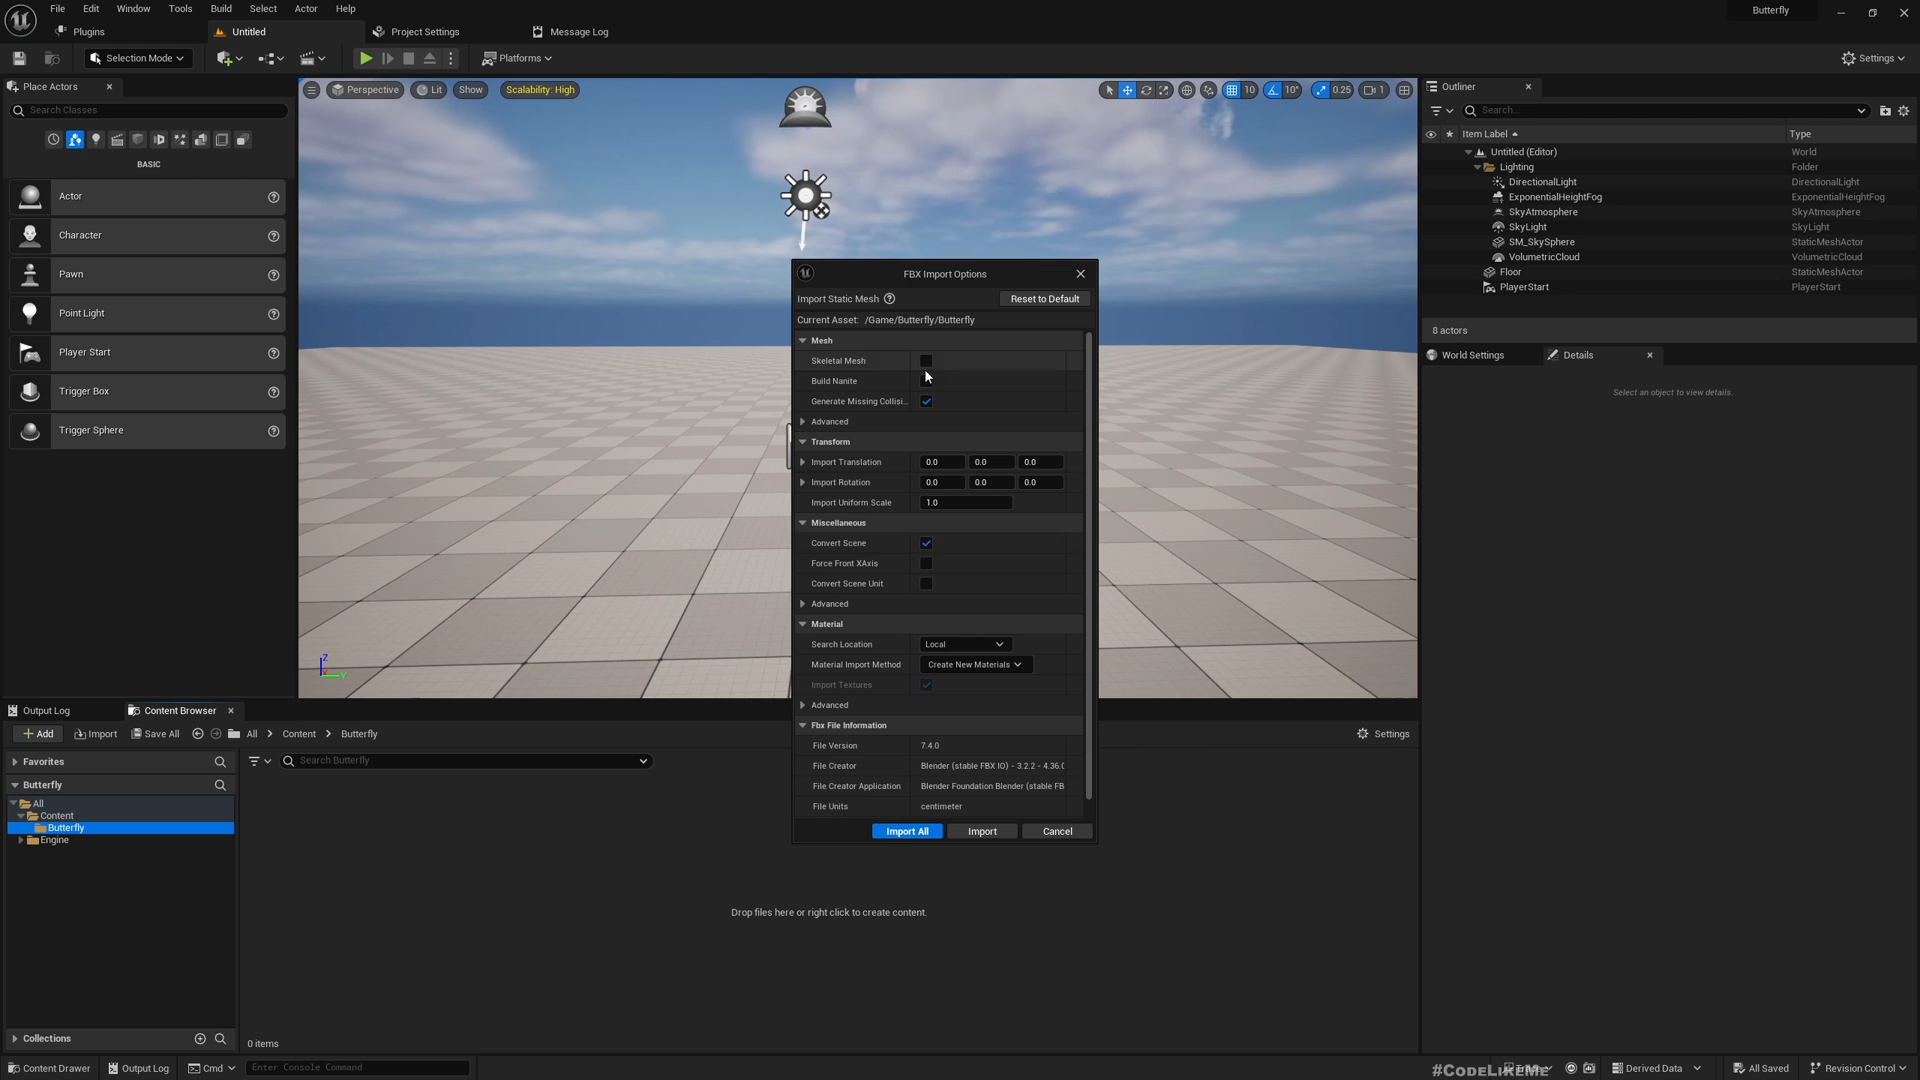 File Edit Window Tools Build Select Actor Help
Butterfly
Plugins
Untitled
Project Settings
Message Log
Selection Mode
Platforms
Settings
Place Actors
Search Classes
BASIC
Actor
Character
Pawn
Point Light
Player Start
Trigger Box
Trigger Sphere
Perspective
Lit
Show
Scalability: High
10
10°
0.25
1
Z
Y
FBX Import Options
Import Static Mesh
Reset to Default
Current Asset: /Game/Butterfly/Butterfly
Mesh
Skeletal Mesh
Build Nanite
Generate Missing Collisi...
Advanced
Transform
Import Translation 0.0 0.0 0.0
Import Rotation 0.0 0.0 0.0
Import Uniform Scale 1.0
Miscellaneous
Convert Scene
Force Front XAxis
Convert Scene Unit
Advanced
Material
Search Location Local
Material Import Method Create New Materials
Import Textures
Advanced
Fbx File Information
File Version 7.4.0
File Creator Blender (stable FBX IO) - 3.2.2 - 4.36.0
File Creator Application Blender Foundation Blender (stable FB
File Units centimeter
Import All Import Cancel
Outliner
Search...
Item Label Type
Untitled (Editor) World
Lighting Folder
DirectionalLight DirectionalLight
ExponentialHeightFog ExponentialHeightFog
SkyAtmosphere SkyAtmosphere
SkyLight SkyLight
SM_SkySphere StaticMeshActor
VolumetricCloud VolumetricCloud
Floor StaticMeshActor
PlayerStart PlayerStart
8 actors
World Settings
Details
Select an object to view details.
Output Log
Content Browser
Add
Import
Save All
All
Content
Butterfly
Settings
Favorites
Search Butterfly
Butterfly
All
Content
Butterfly
Engine
Drop files here or right click to create content.
Collections
0 items
Content Drawer
Output Log
Cmd
Enter Console Command
#CodeLikeMe
Derived Data
All Saved
Revision Control